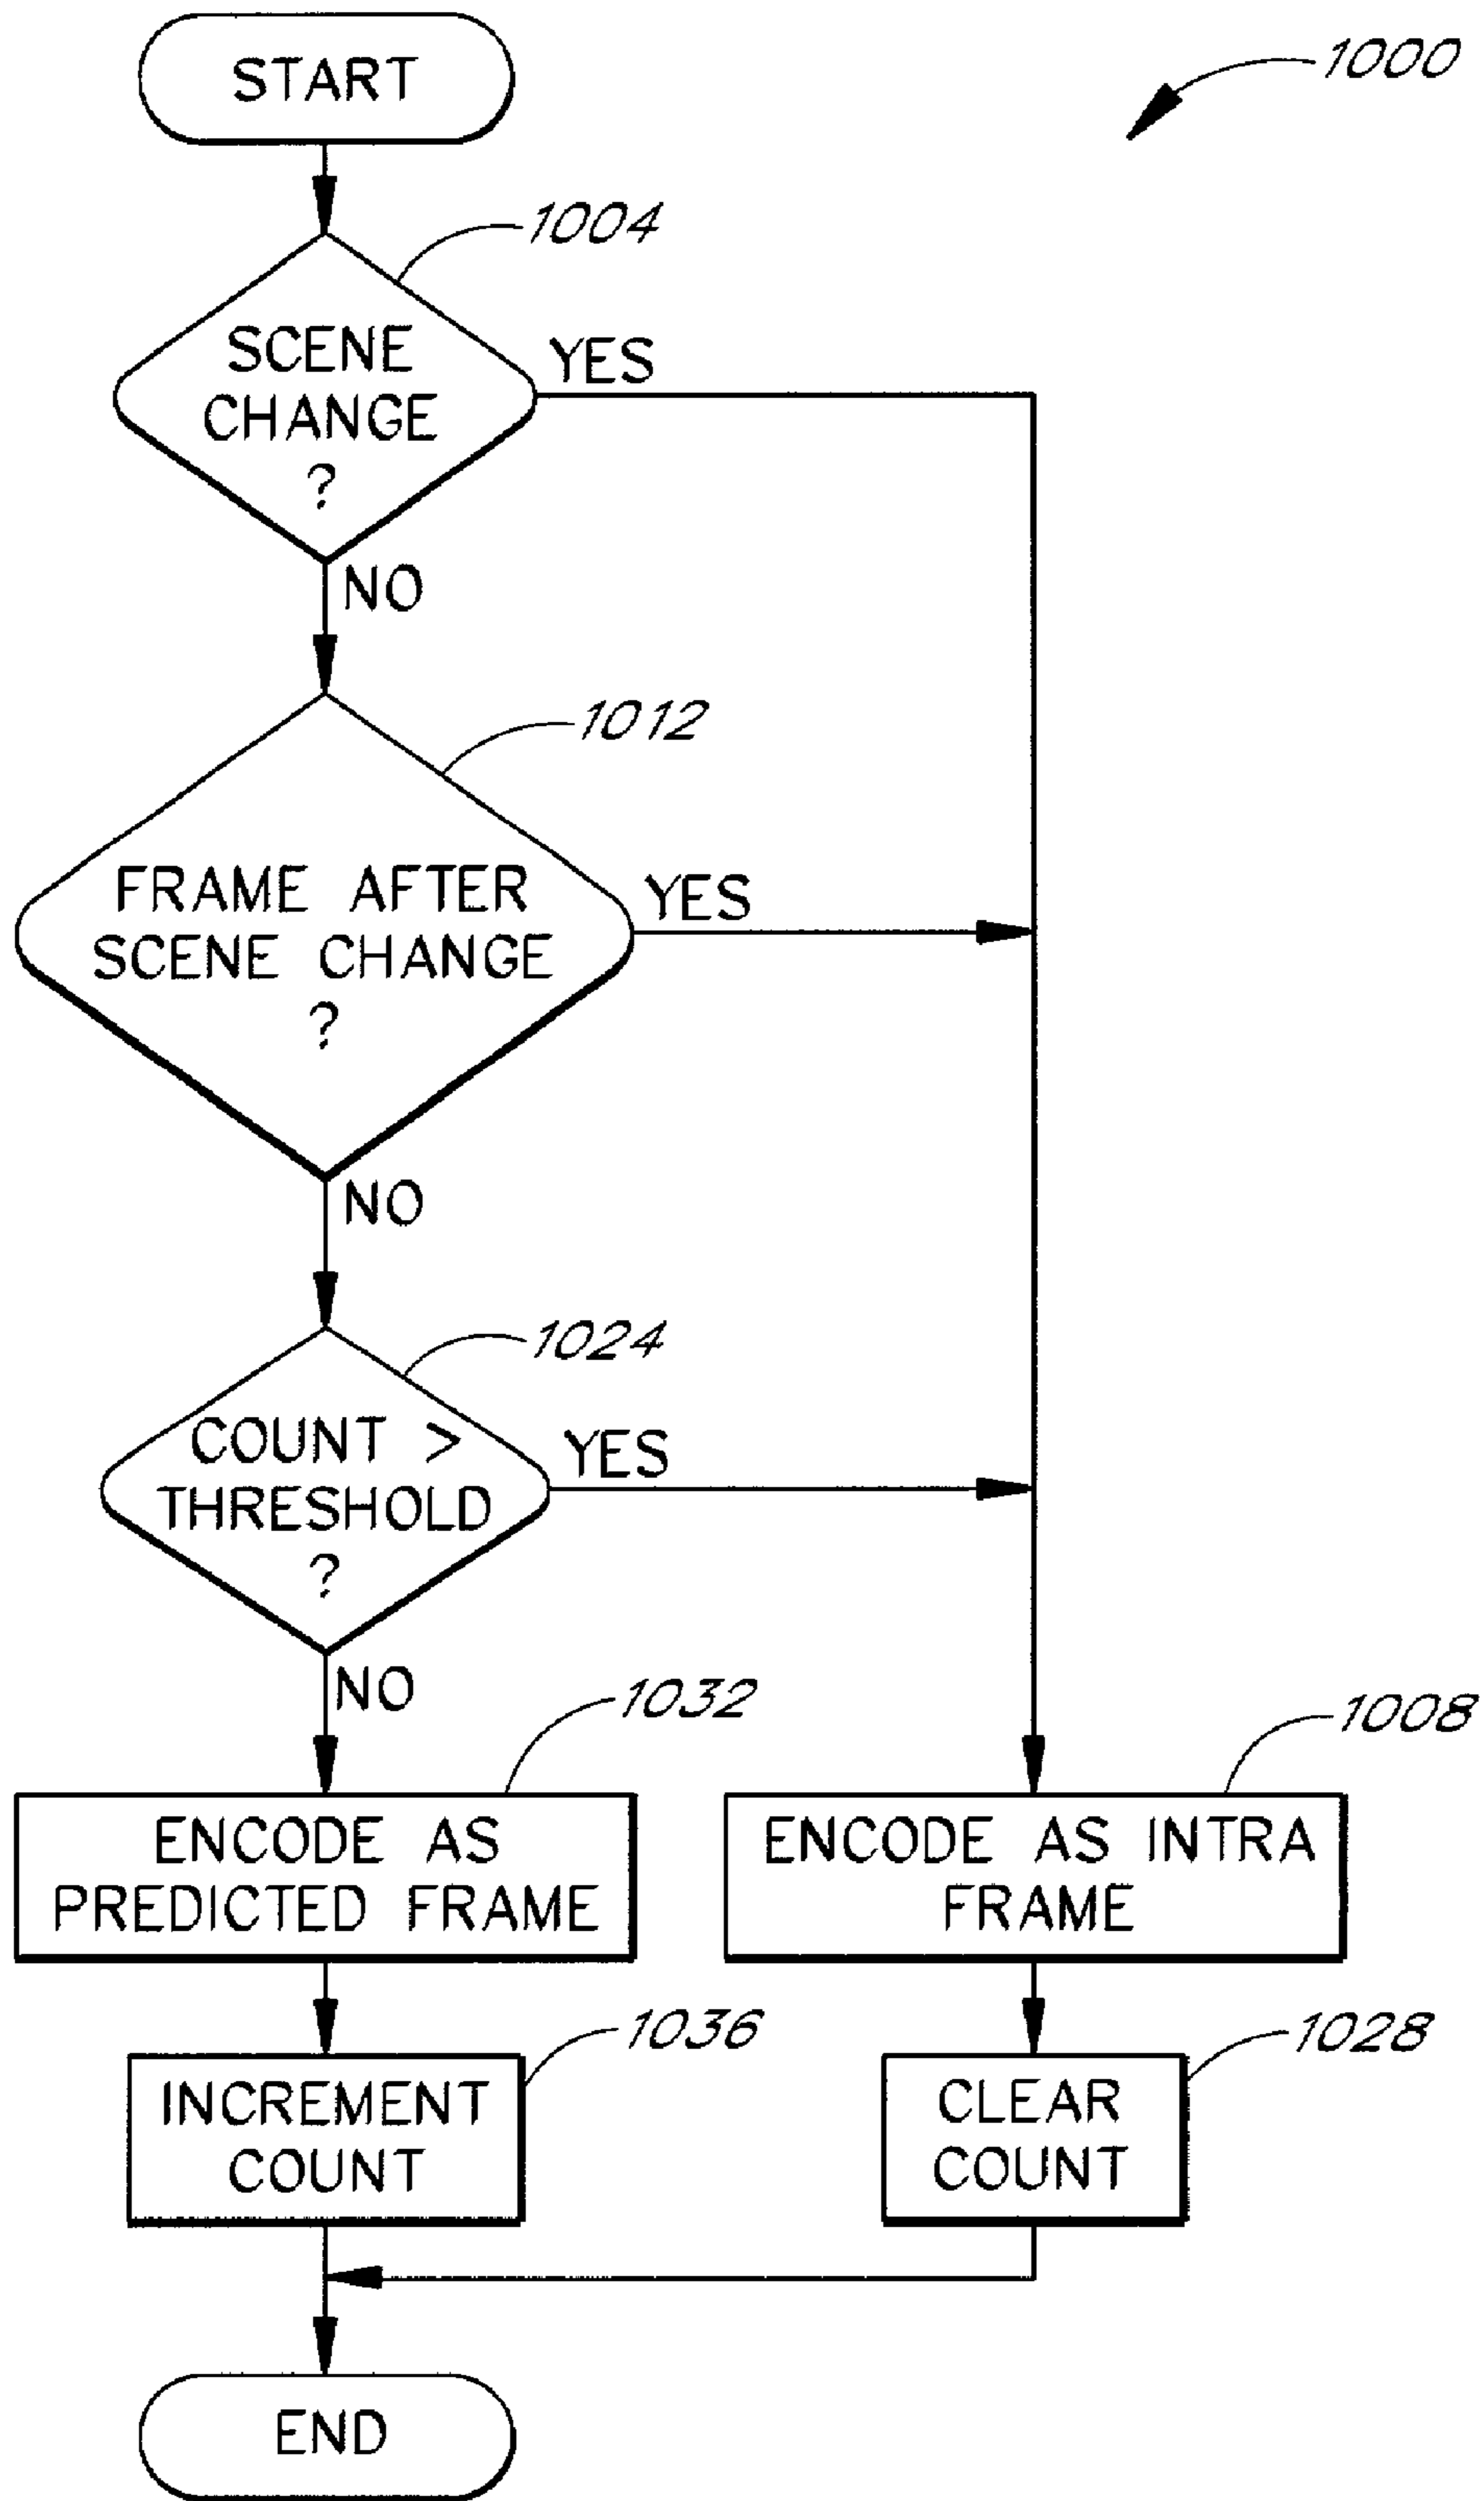 START
1000
1004
SCENE
CHANGE
?
YES
NO
1012
FRAME AFTER
SCENE CHANGE
?
YES
NO
1024
COUNT >
THRESHOLD
?
YES
NO
1032
1008
ENCODE AS
PREDICTED FRAME
ENCODE AS INTRA
FRAME
1036
1028
INCREMENT
COUNT
CLEAR
COUNT
END